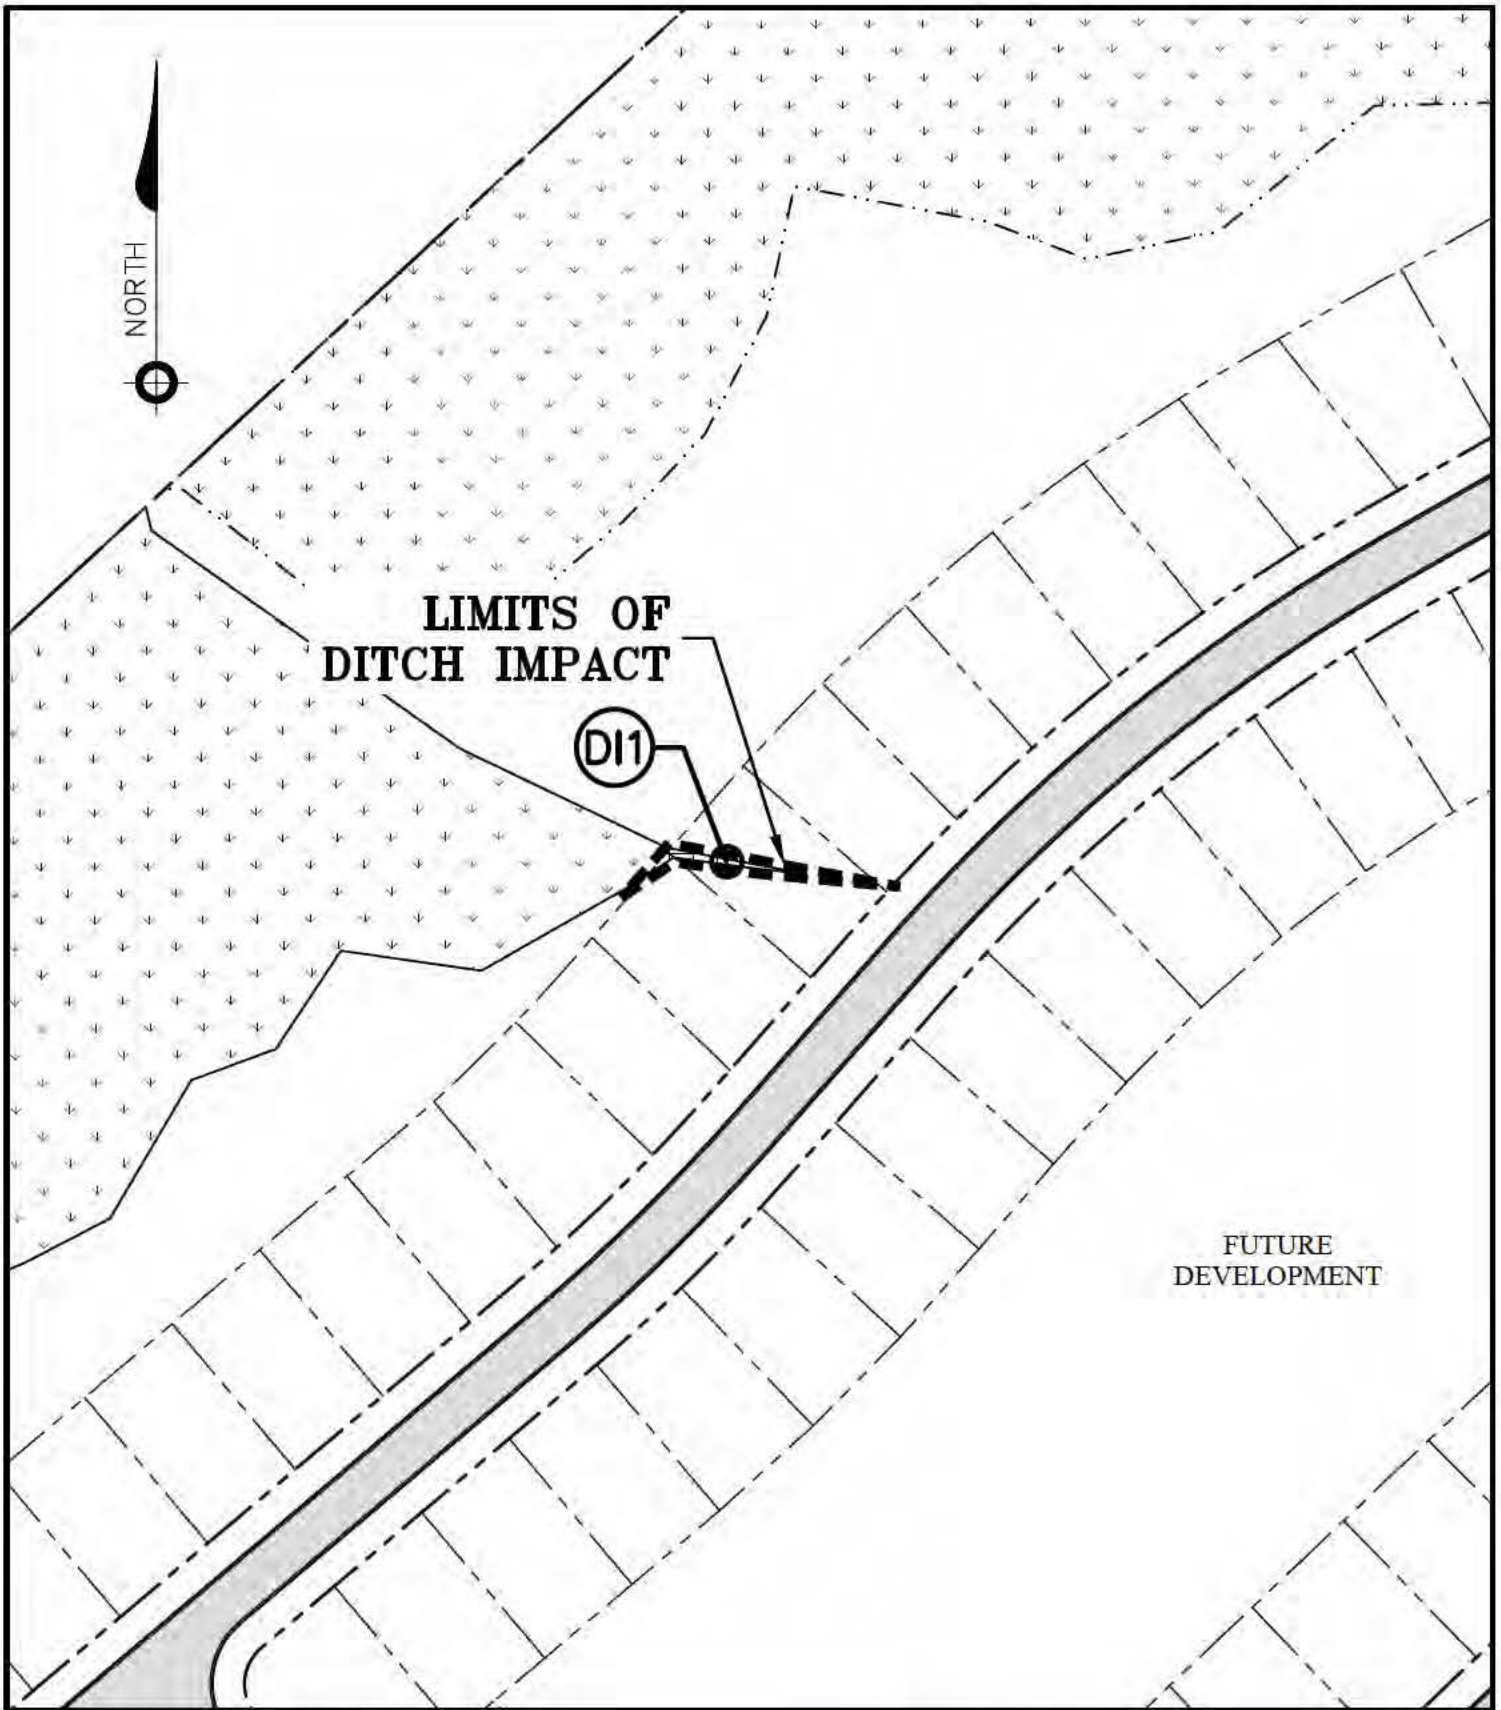 NORTH
LIMITS OF
DITCH IMPACT
DI1
FUTURE
DEVELOPMENT